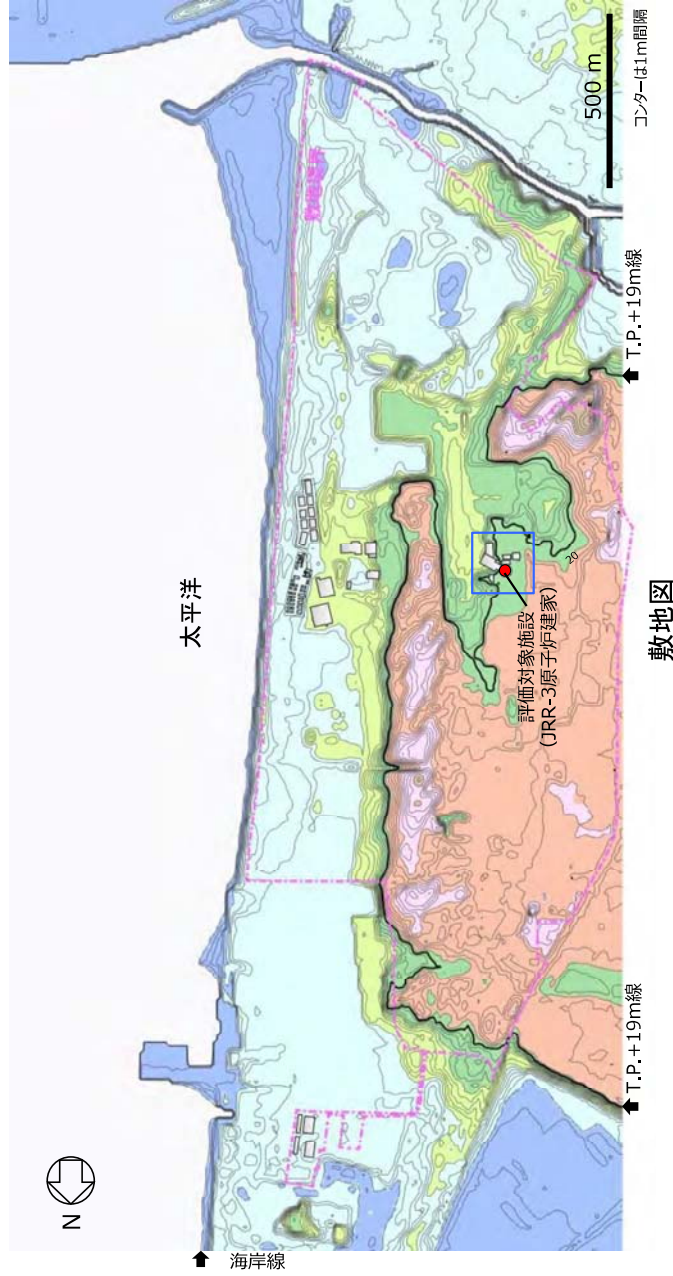 N
太平洋
海岸線
500 m
コンターは1m間隔
評価対象施設
(JRR-3原子炉建家)
20
T.P.+19m線
T.P.+19m線
敷地図